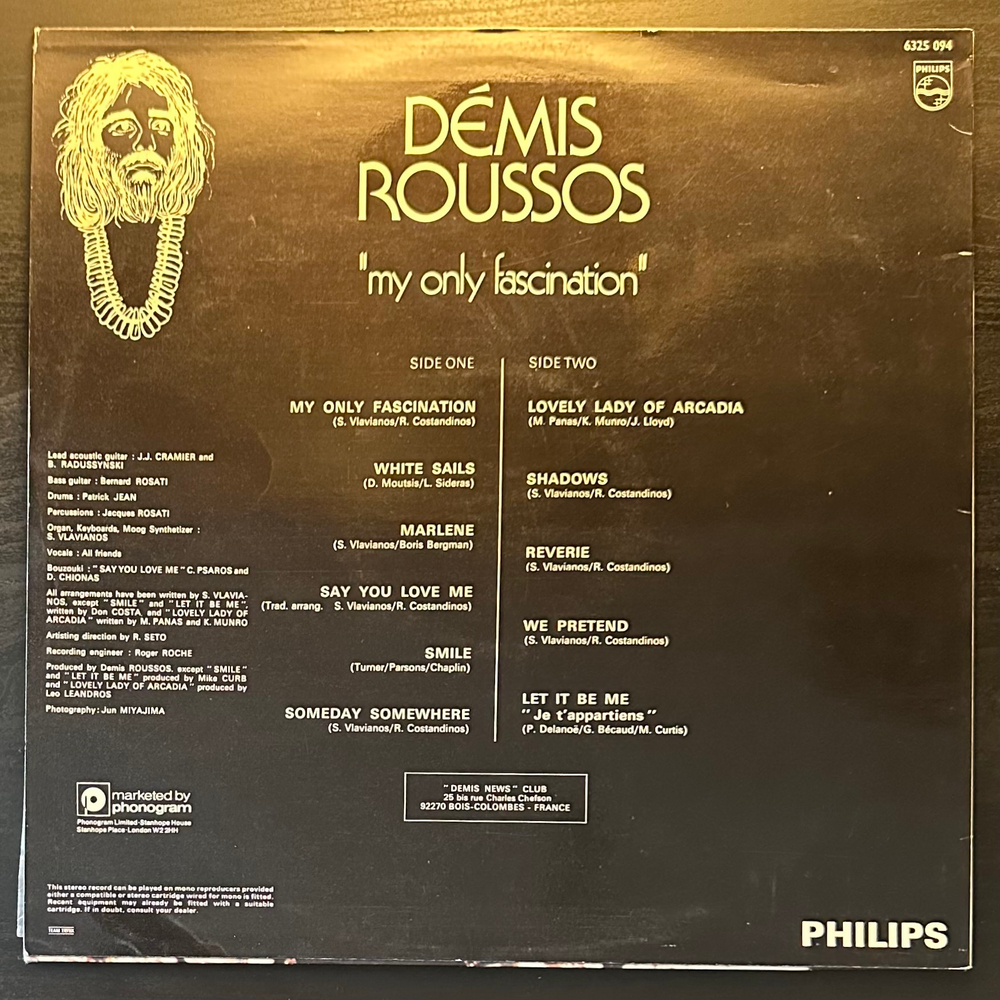 6325 094
PHILIPS
DÉMIS
ROUSSOS
"my only fascination"
SIDE ONE
MY ONLY FASCINATION
(S. Vlavianos/R. Costandinos)
WHITE SAILS
(D. Moutsis/L. Sideras)
MARLENE
(S. Vlavianos/Boris Bergman)
SAY YOU LOVE ME
(Trad. arrang. S. Vlavianos/R. Costandinos)
SMILE
(Turner/Parsons/Chaplin)
SOMEDAY SOMEWHERE
(S. Vlavianos/R. Costandinos)
SIDE TWO
LOVELY LADY OF ARCADIA
(M. Panas/K. Munro/J. Lloyd)
SHADOWS
(S. Vlavianos/R. Costandinos)
REVERIE
(S. Vlavianos/R. Costandinos)
WE PRETEND
(S. Vlavianos/R. Costandinos)
LET IT BE ME
"Je t'appartiens"
(P. Delanoë/G. Bécaud/M. Curtis)
Lead acoustic guiter : J.J. CRAMIER and
B. RADUSSYNSKI
Bass guiter : Bernard ROSATI
Drums : Patrick JEAN
Percussions : Jacques ROSATI
Organ, Keyboards, Moog Synthetizer :
S. VLAVIANOS
Vocals : All friends
Bouzouki : "SAY YOU LOVE ME" C. PSAROS and
D. CHIONAS
All arrangements have been written by S. VLAVIA-
NOS, except "SMILE" and "LET IT BE ME",
written by Don COSTA and "LOVELY LADY OF
ARCADIA" written by M. PANAS and K. MUNRO
Artisting direction by R. SETO
Recording engineer : Roger ROCHE
Produced by Demis ROUSSOS. except "SMILE"
and "LET IT BE ME" produced by Mike CURB
and "LOVELY LADY OF ARCADIA" produced by
Leo LEANDROS
Photography : Jun MIYAJIMA
marketed by
phonogram
Phonogram Limited·Stanhope House
Stanhope Place·London W2 2HH
"DEMIS NEWS" CLUB
25 bis rue Charles Chefson
92270 BOIS-COLOMBES - FRANCE
This stereo record can be played on mono reproducers provided
either a compatible or stereo cartridge wired for mono is fitted.
Recent equipment may already be fitted with a suitable
cartridge. If in doubt, consult your dealer.
PHILIPS